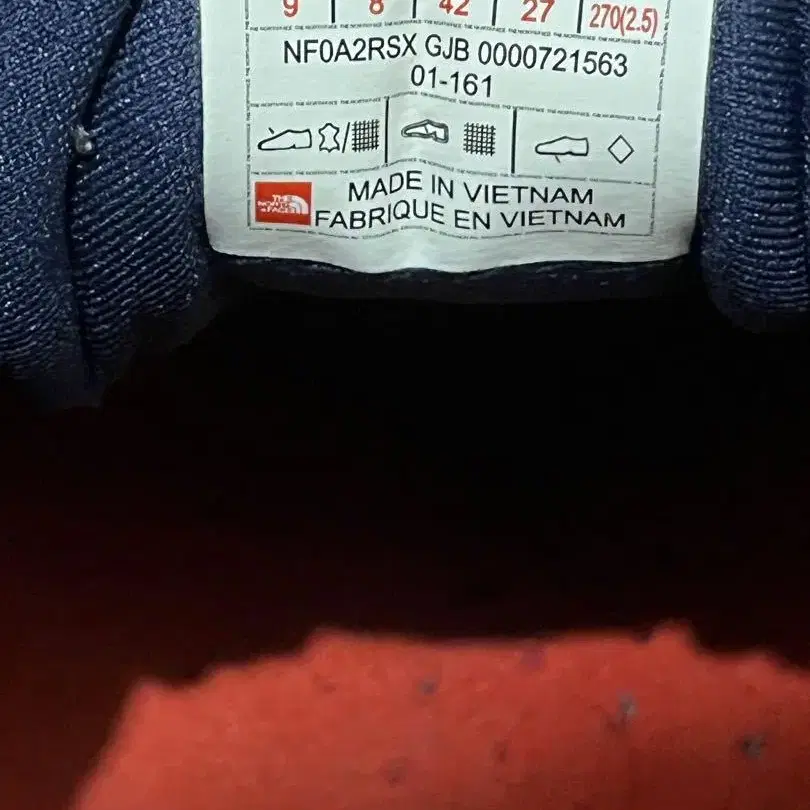 9 8 42 27 270(2.5)
NF0A2RSX GJB 0000721563
01-161
THE NORTH FACE
MADE IN VIETNAM
FABRIQUE EN VIETNAM